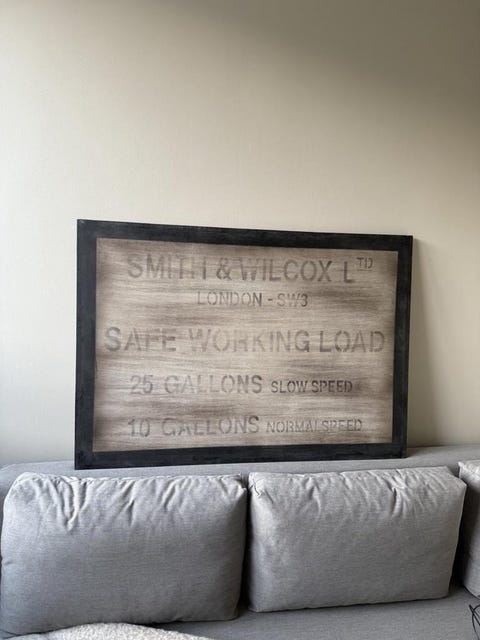 SMITH & WILCOX LTD
LONDON - SW3
SAFE WORKING LOAD
25 GALLONS SLOW SPEED
10 GALLONS NORMAL SPEED